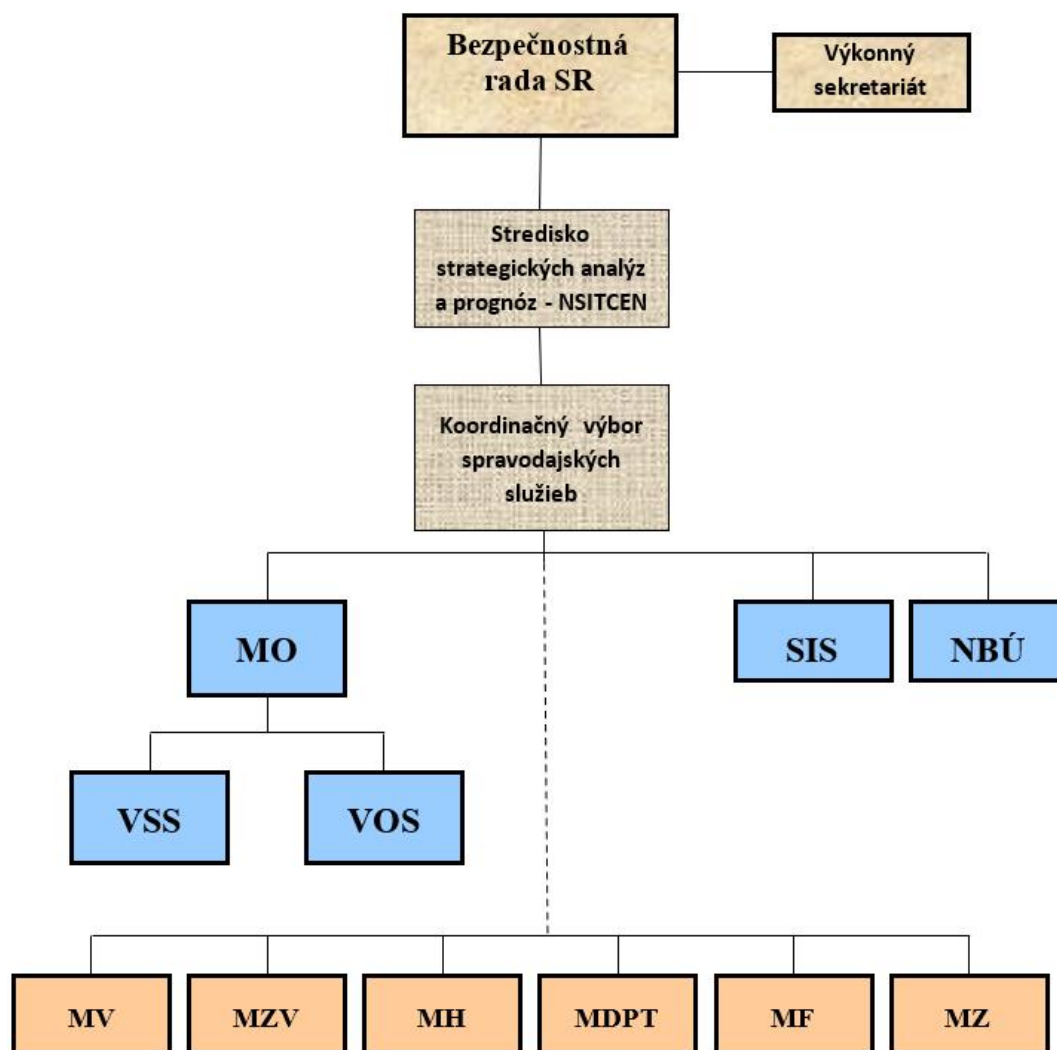 Bezpečnostná
rada SR
Výkonný
sekretariát
Stredisko
strategických analýz
a prognóz - NSITCEN
Koordinačný výbor
spravodajských
služieb
MO
SIS
NBÚ
VSS
VOS
MV
MZV
MH
MDPT
MF
MZ